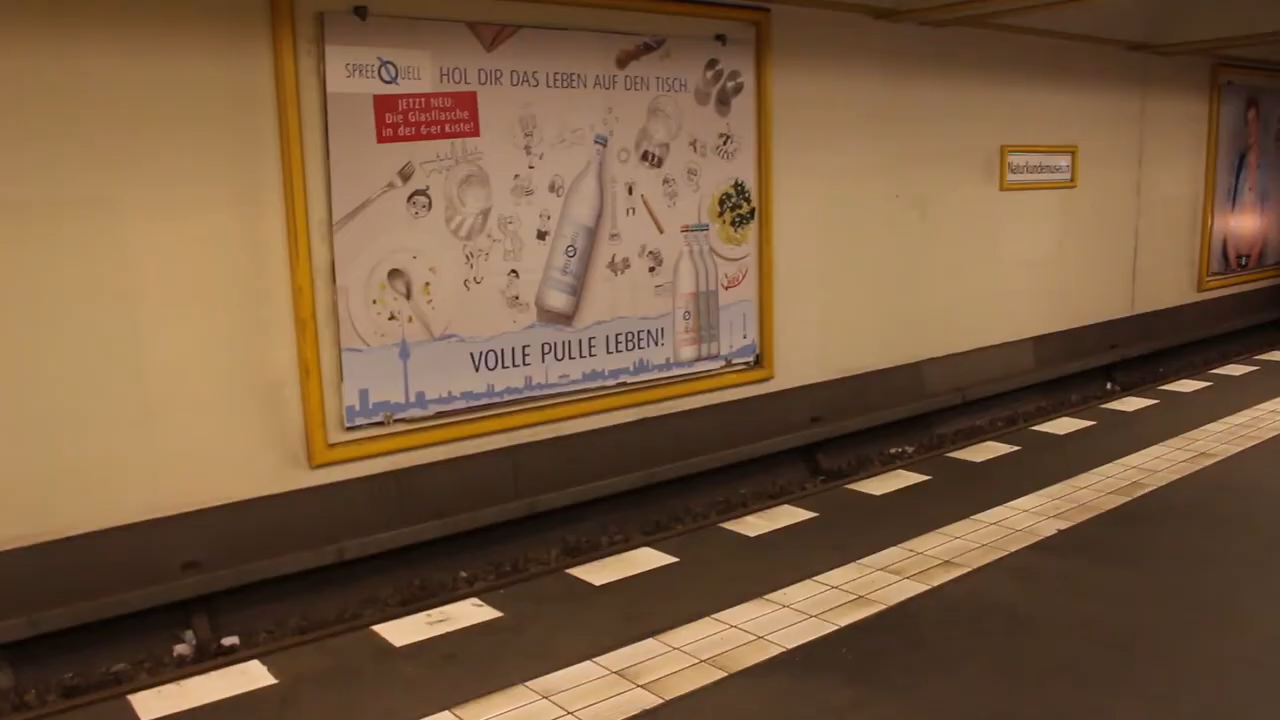 SPREEQUELL
HOL DIR DAS LEBEN AUF DEN TISCH.
JETZT NEU:
Die Glasflasche
in der 6-er Kiste!
SPREEQUELL
VOLLE PULLE LEBEN!
Naturkundemuseum